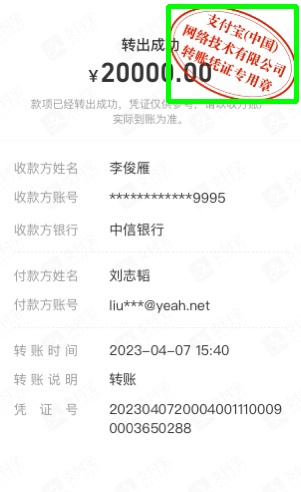 支付宝(中国)
网络技术有限公司
转账凭证专用章
转出成功
¥20000.00
款项已经转出成功，凭证仅供参考，请以收方账户
实际到账为准。
收款方姓名 李俊雁
收款方账号 ************9995
收款方银行 中信银行
付款方姓名 刘志韬
付款方账号 liu***@yeah.net
转账时间 2023-04-07 15:40
转账说明 转账
凭证号 2023040720004001110009
0003650288